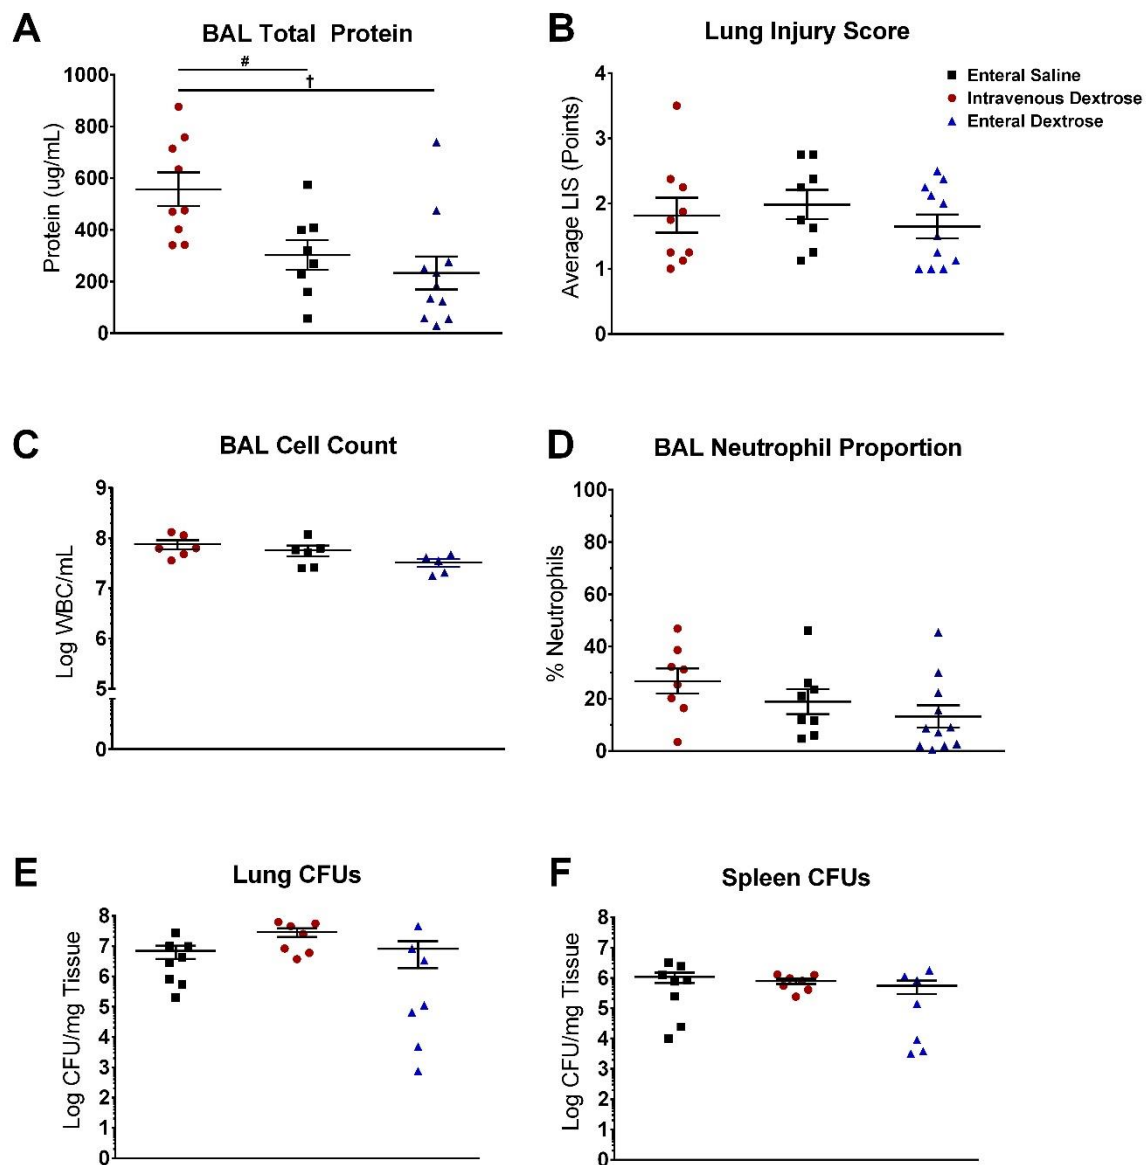 A
BAL Total Protein
#
†
1000
800
600
400
200
0
Protein (ug/mL)
B
Lung Injury Score
Enteral Saline
Intravenous Dextrose
Enteral Dextrose
4
3
2
1
0
Average LIS (Points)
C
BAL Cell Count
9
8
7
6
5
0
Log WBC/mL
D
BAL Neutrophil Proportion
100
80
60
40
20
0
% Neutrophils
E
Lung CFUs
8
7
6
5
4
3
2
1
0
Log CFU/mg Tissue
F
Spleen CFUs
8
7
6
5
4
3
2
1
0
Log CFU/mg Tissue